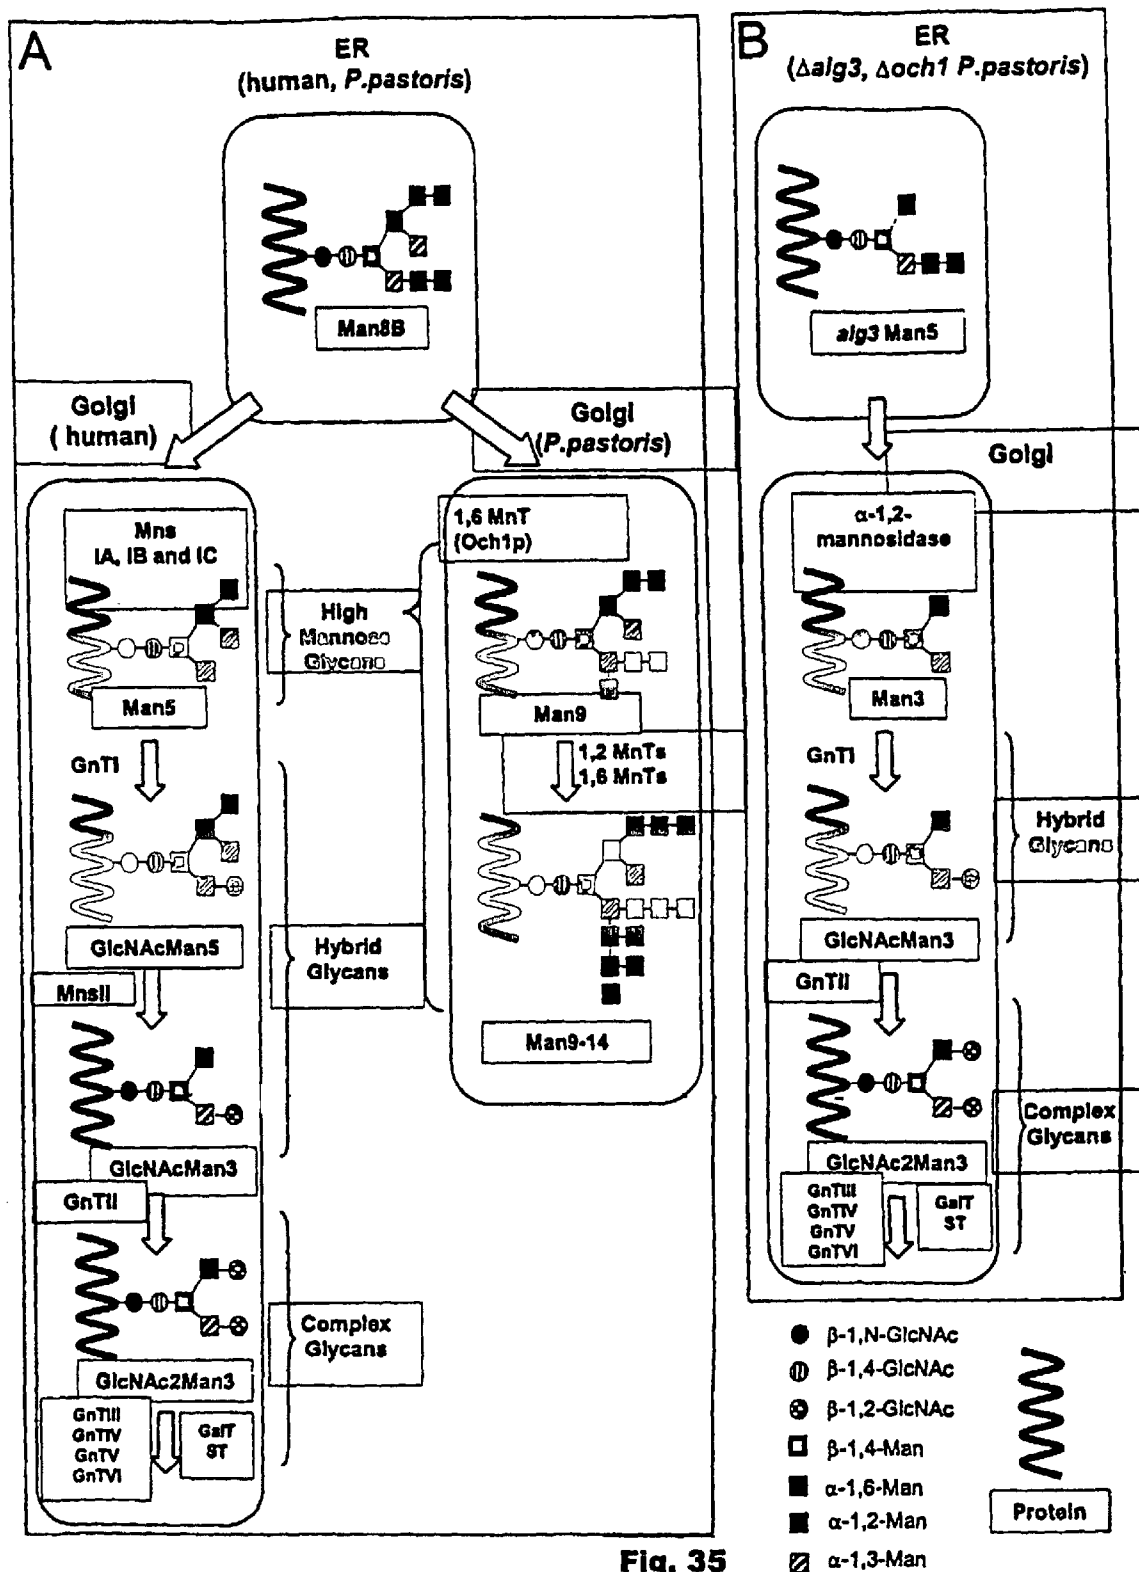 A
ER
(human, P.pastoris)
Man8B
Golgi
( human)
Golgi
(P.pastoris)
Mns
IA, IB and IC
Man5
GnTI
GlcNAcMan5
MnsII
GlcNAcMan3
GnTII
GlcNAc2Man3
GnTIII
GnTIV
GnTV
GnTVI
GalT
ST
High
Mannose
Glycans
Hybrid
Glycans
Complex
Glycans
1,6 MnT
(Och1p)
Man9
1,2 MnTs
1,6 MnTs
Man9-14
B
ER
(Δalg3, Δoch1 P.pastoris)
alg3 Man5
Golgi
α-1,2-
mannosidase
Man3
GnTI
GlcNAcMan3
GnTII
GlcNAc2Man3
GnTIII
GnTIV
GnTV
GnTVI
GalT
ST
Hybrid
Glycans
Complex
Glycans
β-1,N-GlcNAc
β-1,4-GlcNAc
β-1,2-GlcNAc
β-1,4-Man
α-1,6-Man
α-1,2-Man
α-1,3-Man
Protein
Fig. 35